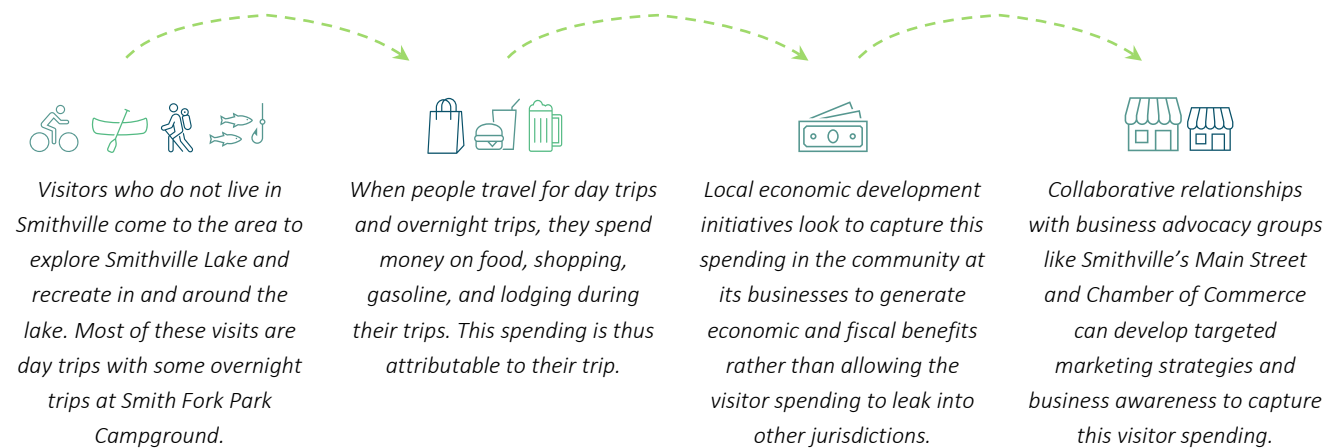 Visitors who do not live in
Smithville come to the area to
explore Smithville Lake and
recreate in and around the
lake. Most of these visits are
day trips with some overnight
trips at Smith Fork Park
Campground.
When people travel for day trips
and overnight trips, they spend
money on food, shopping,
gasoline, and lodging during
their trips. This spending is thus
attributable to their trip.
Local economic development
initiatives look to capture this
spending in the community at
its businesses to generate
economic and fiscal benefits
rather than allowing the
visitor spending to leak into
other jurisdictions.
Collaborative relationships
with business advocacy groups
like Smithville’s Main Street
and Chamber of Commerce
can develop targeted
marketing strategies and
business awareness to capture
this visitor spending.